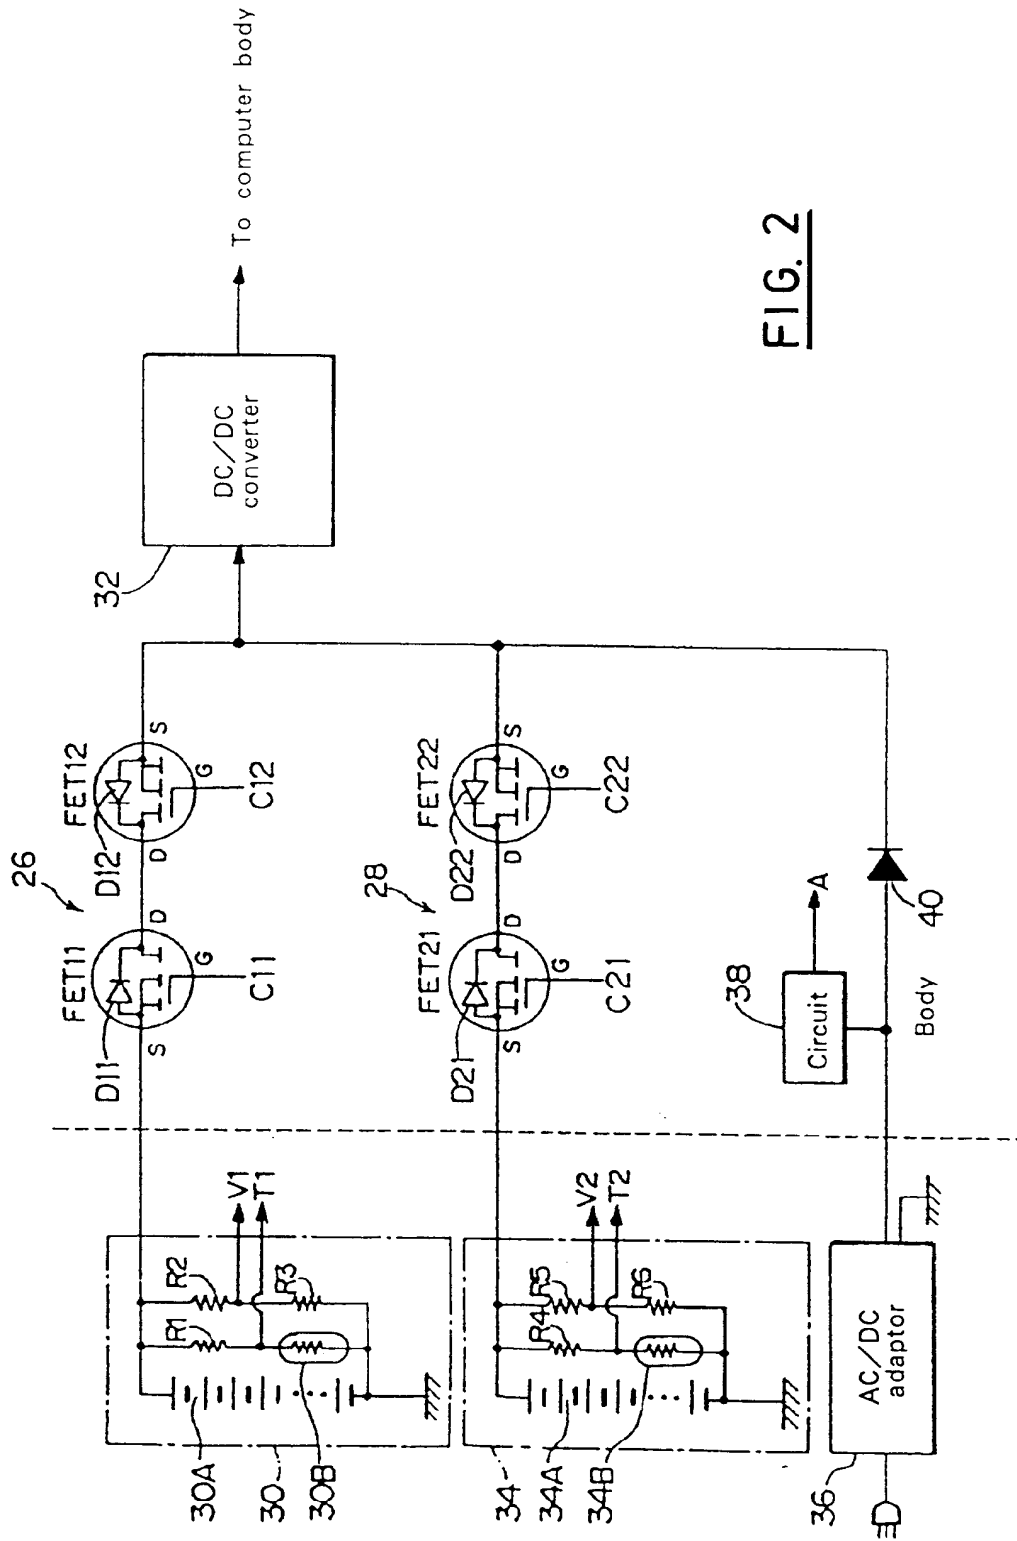 To computer body
DC/DC
converter
32
FIG. 2
26
FET11
D11
S
D
G
C11
FET12
D12
D
S
G
C12
28
FET21
D21
S
D
G
C21
FET22
D22
D
S
G
C22
38
Circuit
A
40
Body
30A
30
30B
R1
R2
R3
V1
T1
34
34A
34B
R4
R5
R6
V2
T2
36
AC/DC
adaptor